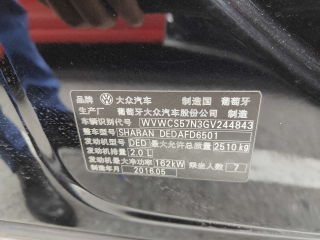 品牌 大众汽车 制造国 葡萄牙
生产厂 葡萄牙大众汽车股份公司 制造
车辆识别代号 WVWCS57N3GV244843
整车型号 SHARAN DEDAFD6501
发动机型号 DED 最大允许总质量 2510 kg
发动机排量 2.0 L
发动机最大净功率 162kW 乘坐人数 7
制造年月 2016.05